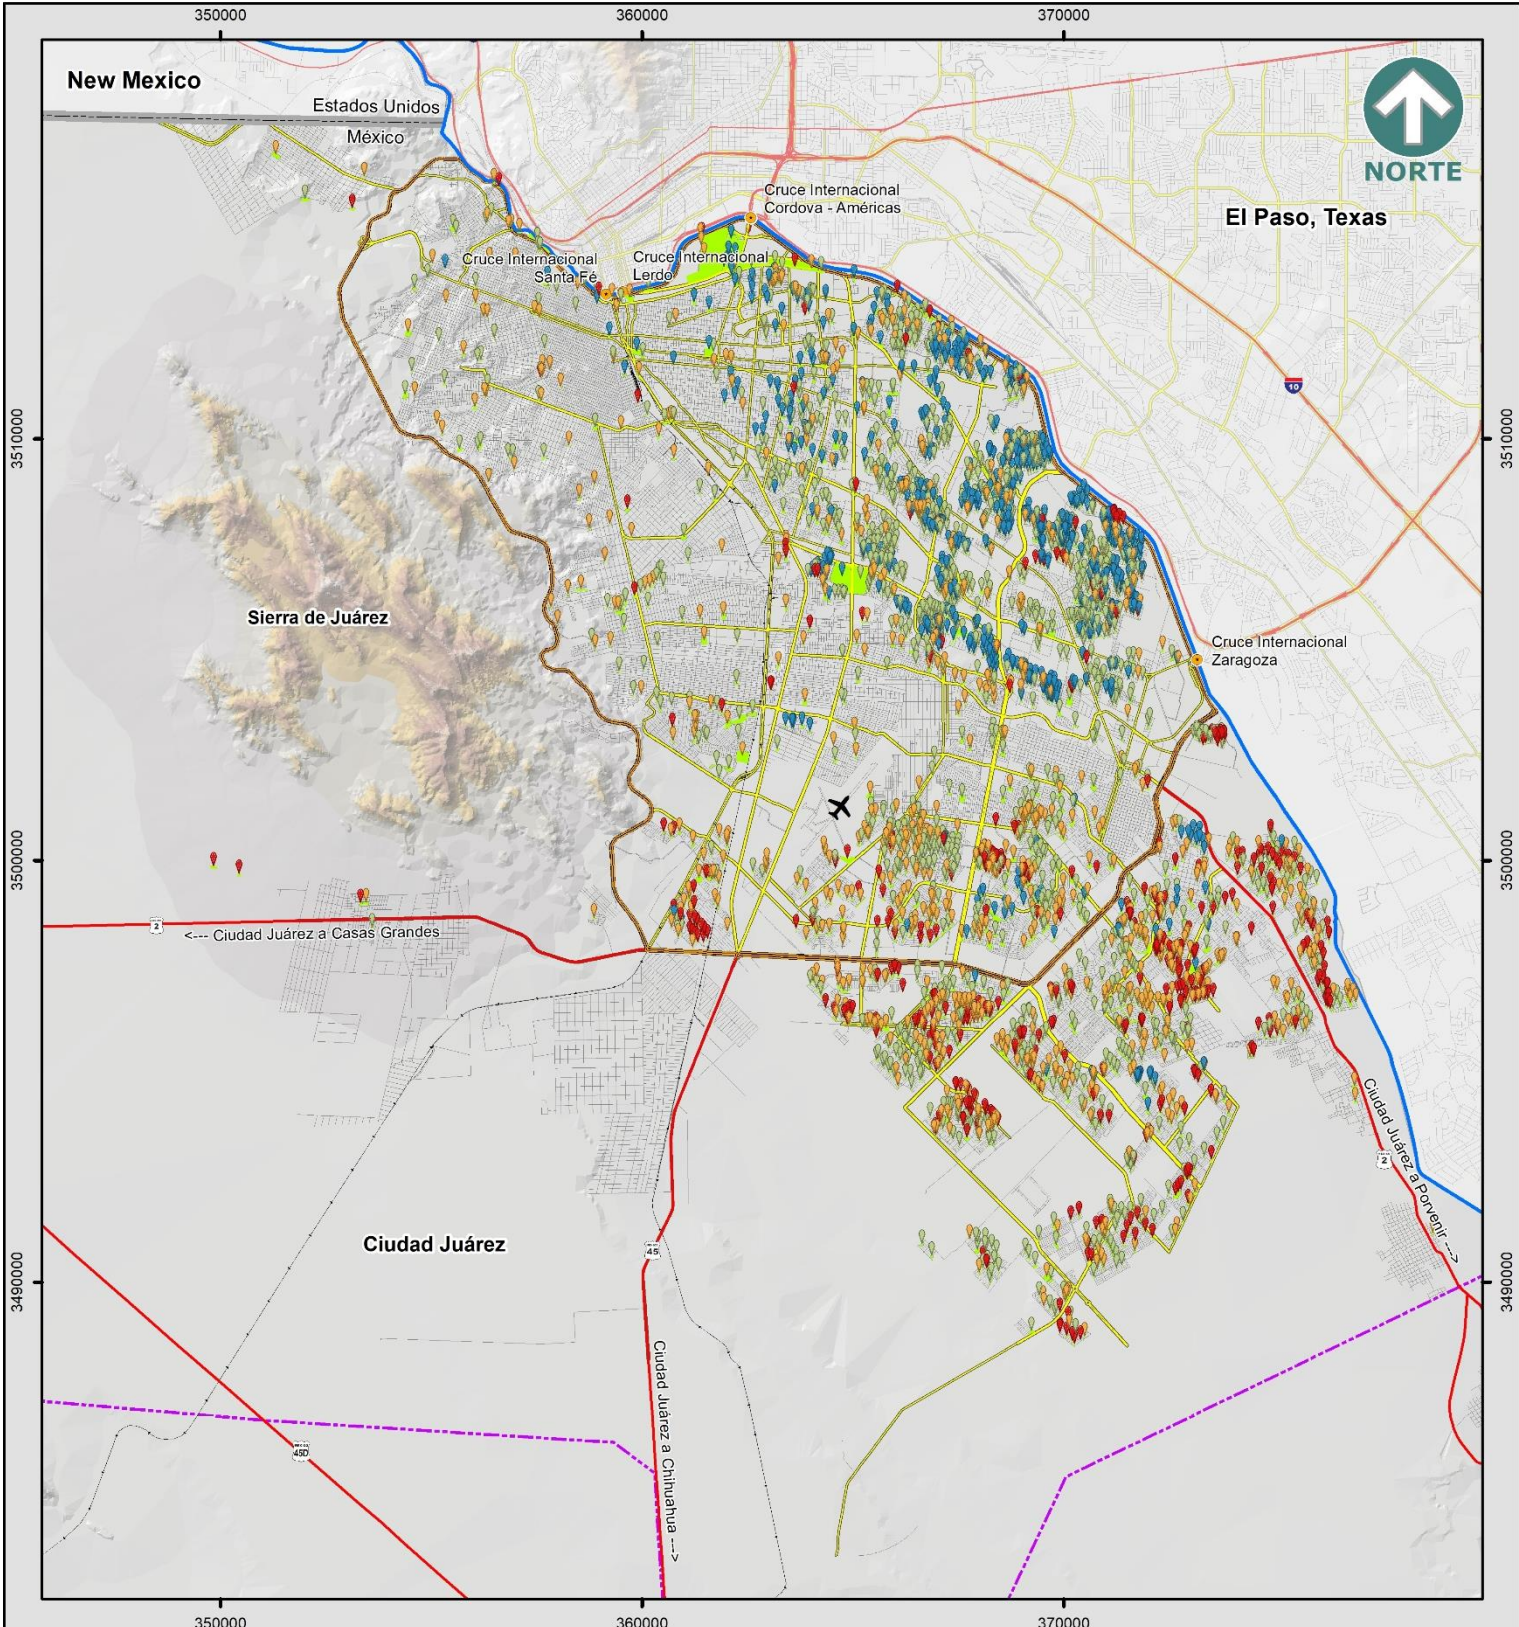 350000
360000
370000
New Mexico
Estados Unidos
México
NORTE
Cruce Internacional
Cordova - Américas
El Paso, Texas
Cruce Internacional
Santa Fé
Cruce Internacional
Lerdo
10
3510000
3510000
Sierra de Juárez
Cruce Internacional
Zaragoza
3500000
3500000
2
<--- Ciudad Juárez a Casas Grandes
Ciudad Juárez a Porvenir --->
2
Ciudad Juárez
45
3490000
3490000
Ciudad Juárez a Chihuahua --->
45D
350000
360000
370000